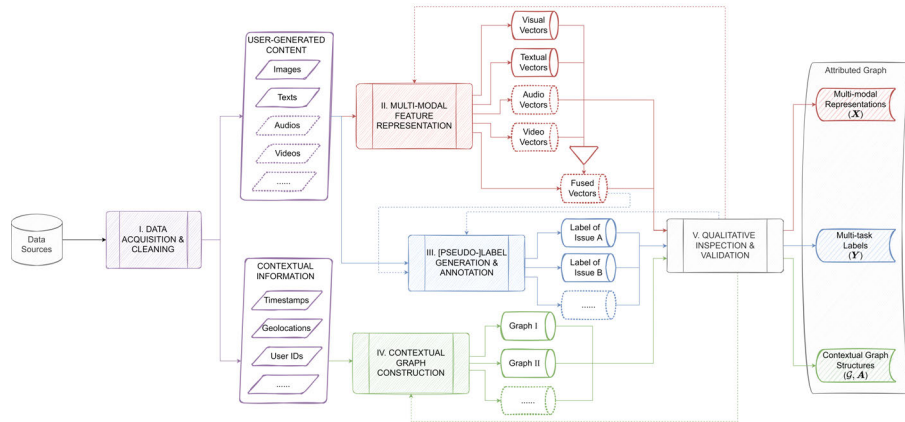 Data
Sources
I. DATA
ACQUISITION &
CLEANING
USER-GENERATED
CONTENT
Images
Texts
Audios
Videos
......
CONTEXTUAL
INFORMATION
Timestamps
Geolocations
User IDs
......
II. MULTI-MODAL
FEATURE
REPRESENTATION
Visual
Vectors
Textual
Vectors
Audio
Vectors
Video
Vectors
Fused
Vectors
III. [PSEUDO-]LABEL
GENERATION &
ANNOTATION
Label of
Issue A
Label of
Issue B
......
IV. CONTEXTUAL
GRAPH
CONSTRUCTION
Graph I
Graph II
......
V. QUALITATIVE
INSPECTION &
VALIDATION
Attributed Graph
Multi-modal
Representations
(X)
Multi-task
Labels
(Y)
Contextual Graph
Structures
(𝒢, A)